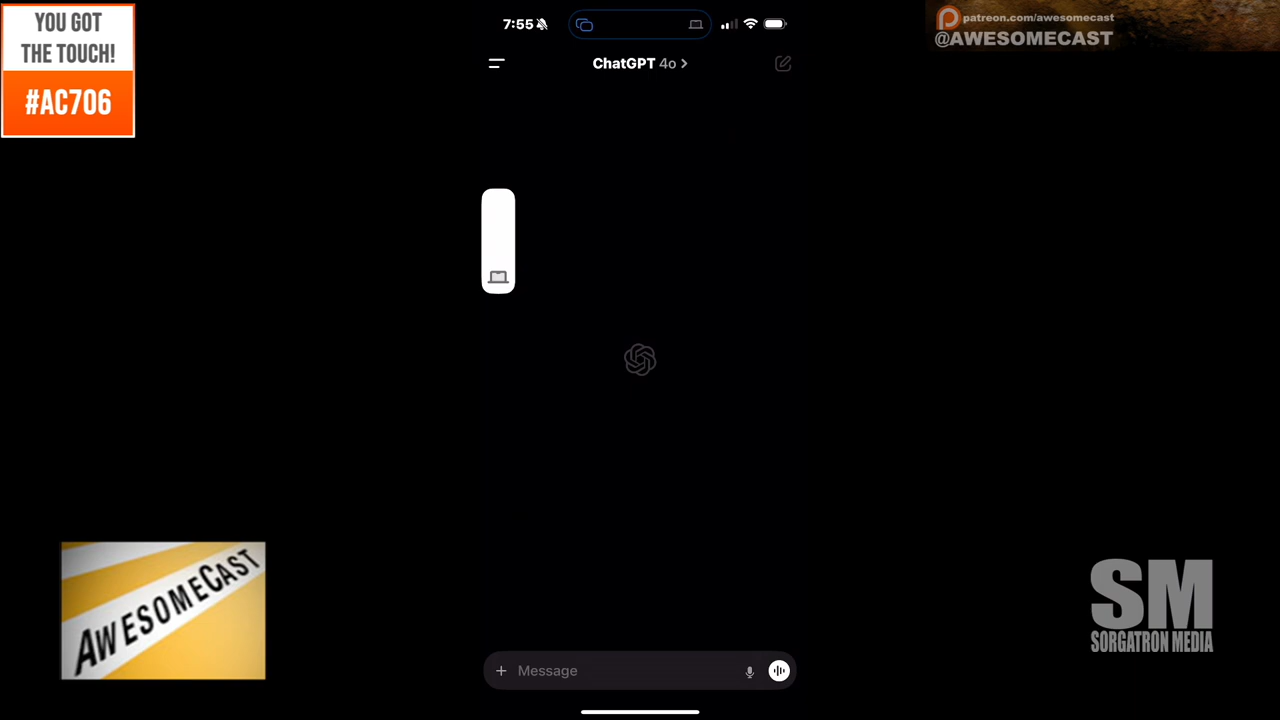 YOU GOT
THE TOUCH!
#AC706
7:55
ChatGPT 4o >
patreon.com/awesomecast
@AWESOMECAST
Message
AWESOMECAST
SM
SORGATRON MEDIA